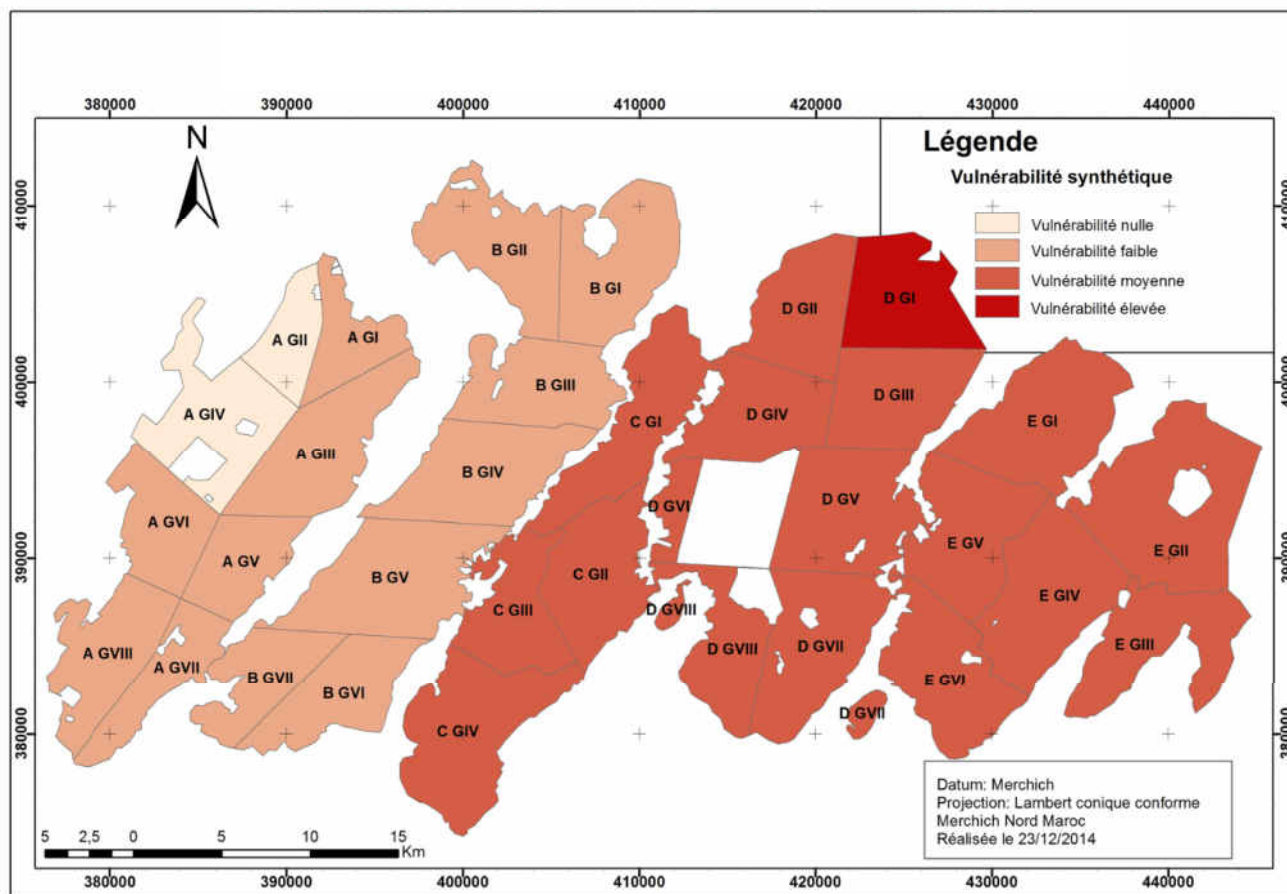 380000 390000 400000 410000 420000 430000 440000
N
Légende
Vulnérabilité synthétique
Vulnérabilité nulle
Vulnérabilité faible
Vulnérabilité moyenne
Vulnérabilité élevée
410000 410000
B GII
B GI
D GII
D GI
A GII
A GI
400000 400000
B GIII
D GIII
A GIV
C GI
D GIV
E GI
A GIII
B GIV
D GVI
D GV
A GVI
E GV
E GII
A GV
390000 390000
B GV
C GII
E GIV
C GIII
D GVIII
A GVIII
A GVII
B GVII
B GVI
D GVIII
D GVII
E GVI
E GIII
D GVII
C GIV
380000 380000
Datum: Merchich
Projection: Lambert conique conforme
Merchich Nord Maroc
Réalisée le 23/12/2014
5 2,5 0 5 10 15
Km
380000 390000 400000 410000 420000 430000 440000